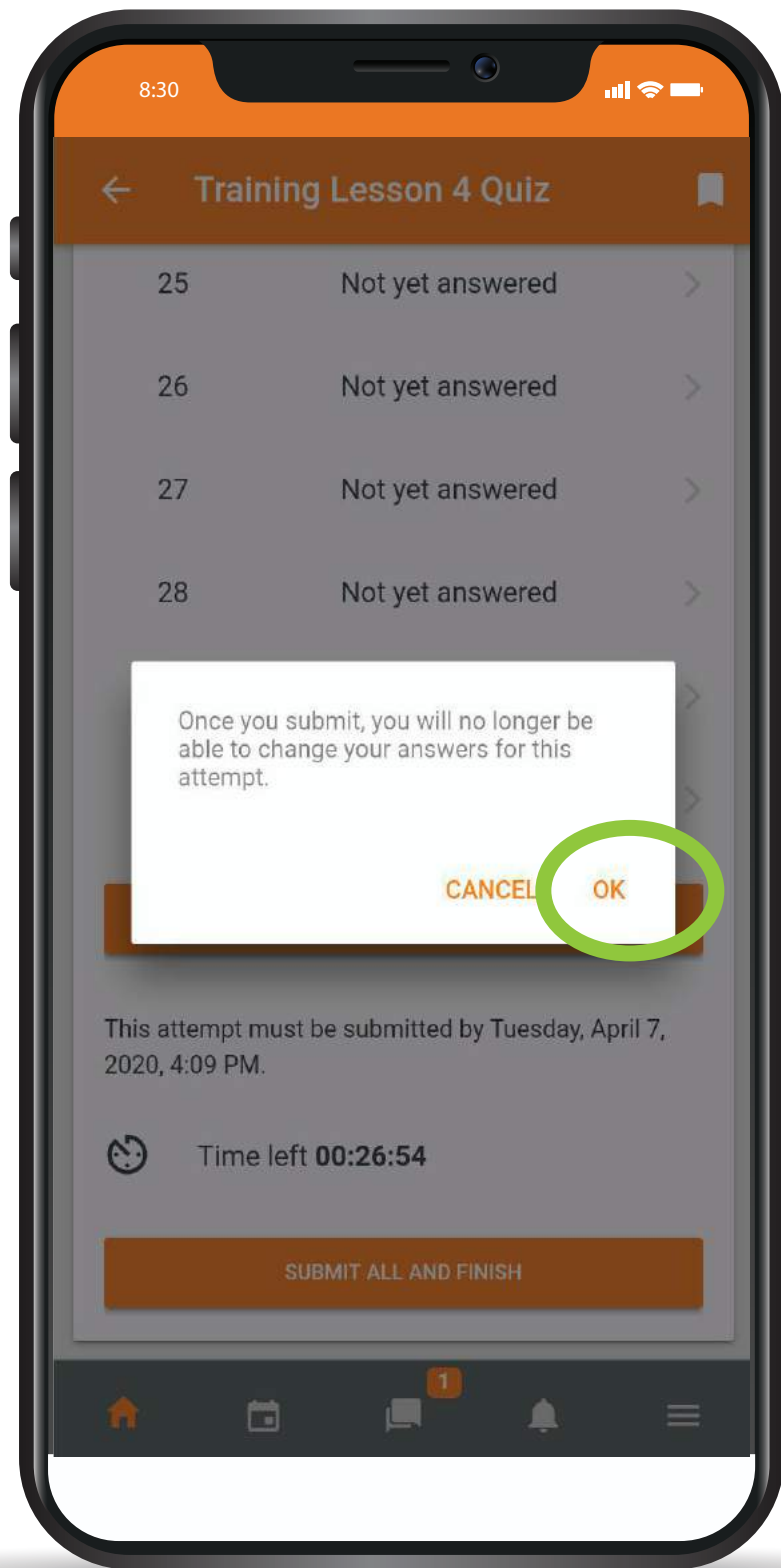 8:30
Training Lesson 4 Quiz
25 Not yet answered
26 Not yet answered
27 Not yet answered
28 Not yet answered
Once you submit, you will no longer be
able to change your answers for this
attempt.
CANCEL OK
This attempt must be submitted by Tuesday, April 7,
2020, 4:09 PM.
Time left 00:26:54
SUBMIT ALL AND FINISH
1